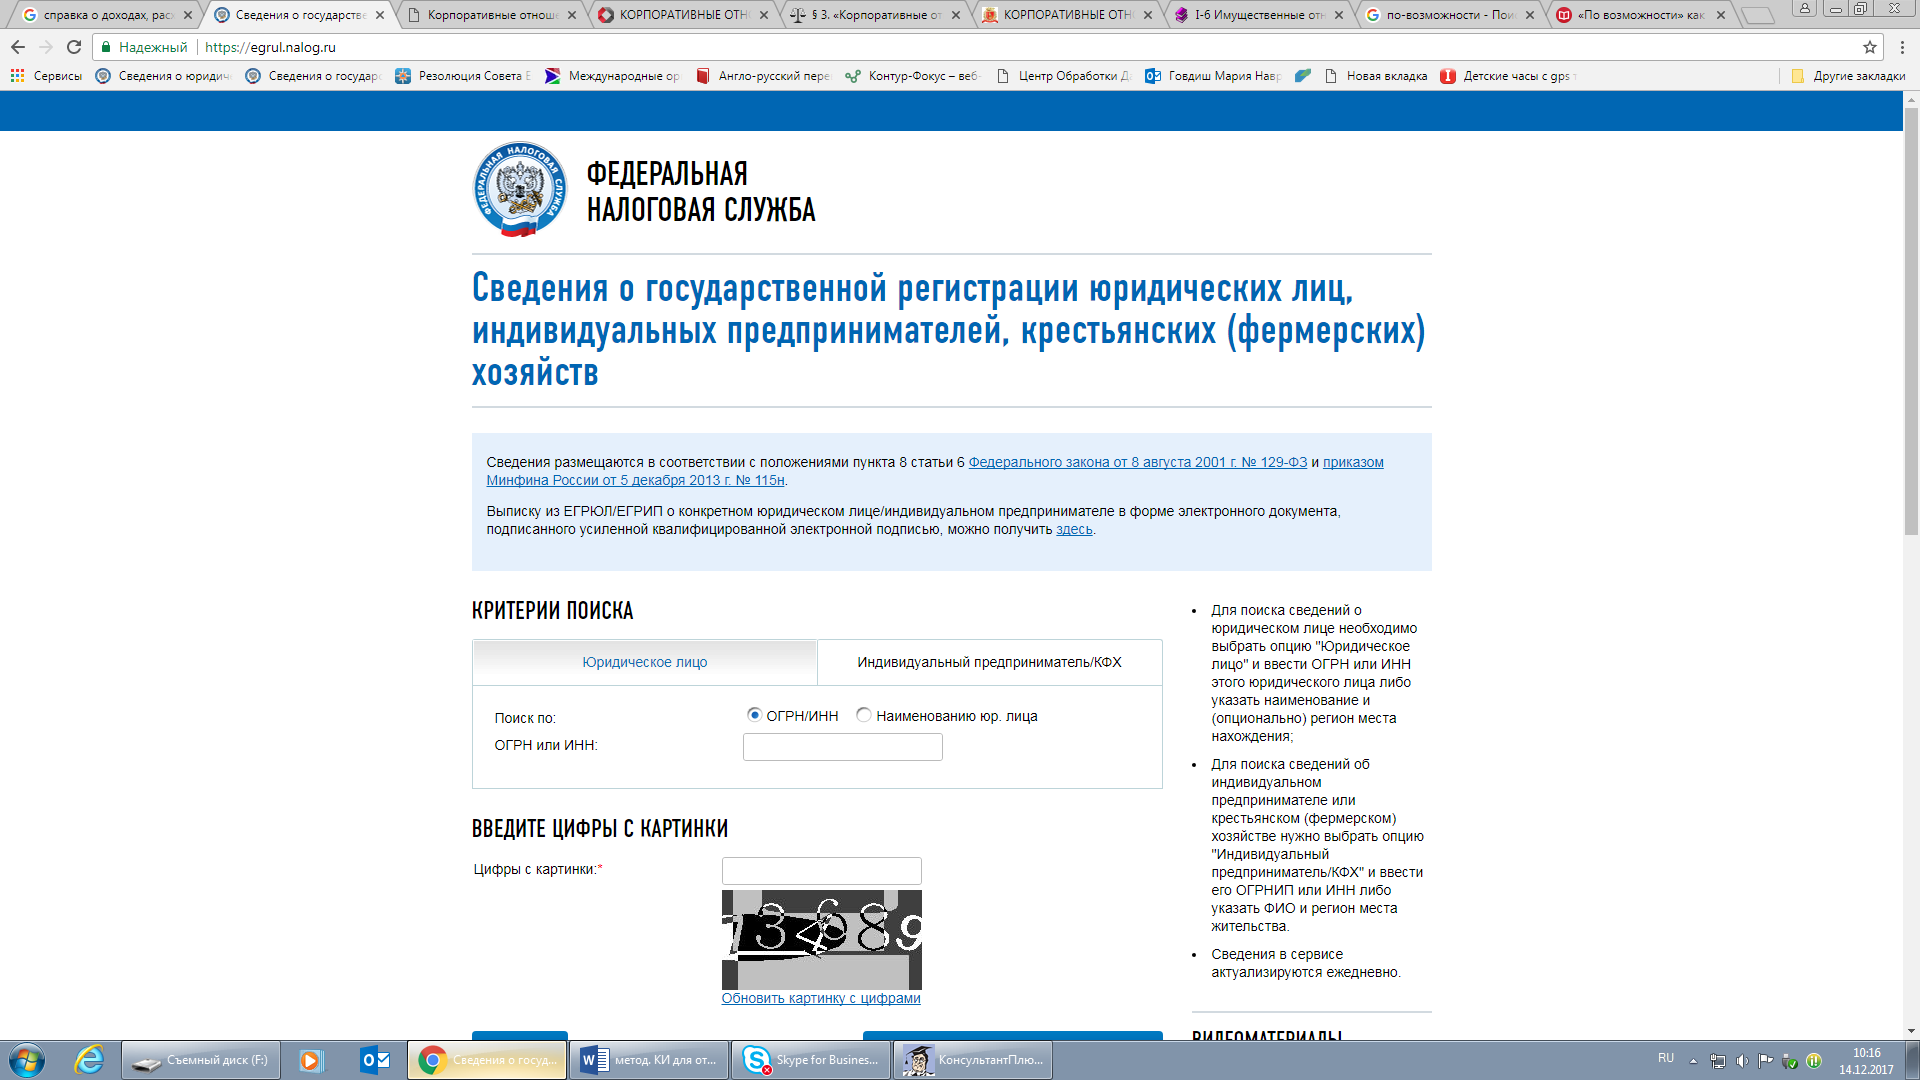 справка о доходах, рас
Сведения о государстве
Корпоративные отноше
КОРПОРАТИВНЫЕ ОТН
§ 3. «Корпоративные от
КОРПОРАТИВНЫЕ ОТН
I-6 Имущественные отн
по-возможности - Пои
«По возможности» как
Надежный
https://egrul.nalog.ru
Сервисы
Сведения о юридич
Сведения о государ
Резолюция Совета Б
Международные ор
Англо-русский пере
Контур-Фокус – веб-
Центр Обработки Д
Говдиш Мария Навр
Новая вкладка
Детские часы с gps т
Другие закладки
ФЕДЕРАЛЬНАЯ НАЛОГОВАЯ СЛУЖБА
ФЕДЕРАЛЬНАЯ
НАЛОГОВАЯ СЛУЖБА
Сведения о государственной регистрации юридических лиц,
индивидуальных предпринимателей, крестьянских (фермерских)
хозяйств
Сведения размещаются в соответствии с положениями пункта 8 статьи 6 Федерального закона от 8 августа 2001 г. № 129-ФЗ и приказом
Минфина России от 5 декабря 2013 г. № 115н.
Выписку из ЕГРЮЛ/ЕГРИП о конкретном юридическом лице/индивидуальном предпринимателе в форме электронного документа,
подписанного усиленной квалифицированной электронной подписью, можно получить здесь.
КРИТЕРИИ ПОИСКА
Юридическое лицо
Индивидуальный предприниматель/КФХ
Поиск по:
ОГРН/ИНН
Наименованию юр. лица
ОГРН или ИНН:
ВВЕДИТЕ ЦИФРЫ С КАРТИНКИ
Цифры с картинки:*
Обновить картинку с цифрами
• Для поиска сведений о
юридическом лице необходимо
выбрать опцию "Юридическое
лицо" и ввести ОГРН или ИНН
этого юридического лица либо
указать наименование и
(опционально) регион места
нахождения;
• Для поиска сведений об
индивидуальном
предпринимателе или
крестьянском (фермерском)
хозяйстве нужно выбрать опцию
"Индивидуальный
предприниматель/КФХ" и ввести
его ОГРНИП или ИНН либо
указать ФИО и регион места
жительства.
• Сведения в сервисе
актуализируются ежедневно.
ВИДЕОМАТЕРИАЛЫ
Съемный диск (F:)
Сведения о госуд...
метод. КИ для от...
Skype for Busines...
КонсультантПлю...
RU
10:16
14.12.2017